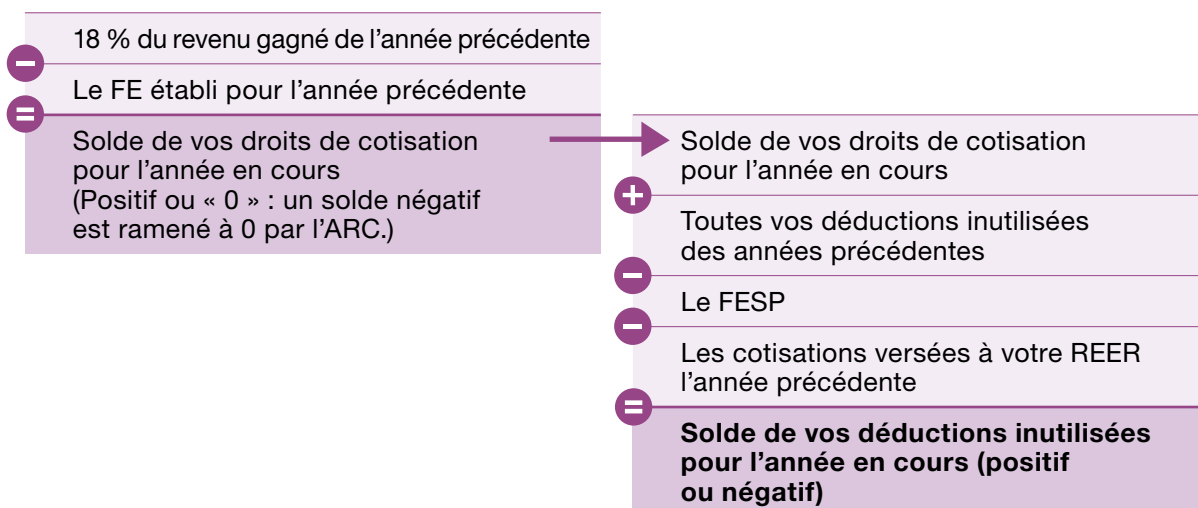 18 % du revenu gagné de l’année précédente
−
Le FE établi pour l’année précédente
=
Solde de vos droits de cotisation
pour l’année en cours
(Positif ou « 0 » : un solde négatif
est ramené à 0 par l’ARC.)
Solde de vos droits de cotisation
pour l’année en cours
+
Toutes vos déductions inutilisées
des années précédentes
−
Le FESP
−
Les cotisations versées à votre REER
l’année précédente
=
Solde de vos déductions inutilisées
pour l’année en cours (positif
ou négatif)